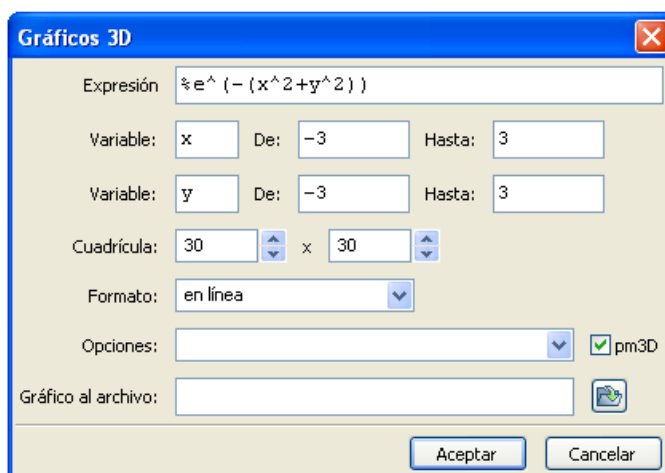 Gráficos 3D
Expresión %e^(-(x^2+y^2))
Variable: x De: -3 Hasta: 3
Variable: y De: -3 Hasta: 3
Cuadrícula: 30 x 30
Formato: en línea
Opciones: pm3D
Gráfico al archivo:
Aceptar Cancelar